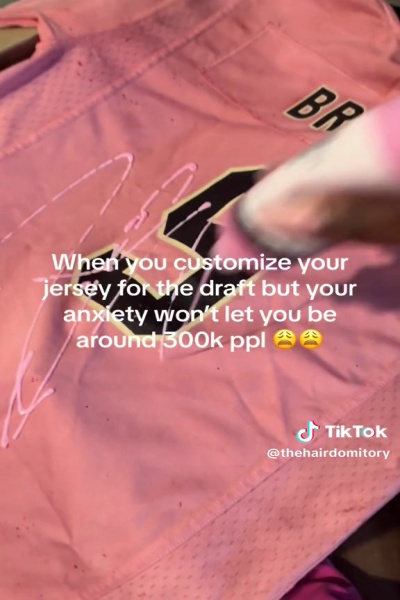 BR
When you customize your
jersey for the draft but your
anxiety won't let you be
around 300k ppl 😩😩
TikTok
@thehairdomitory